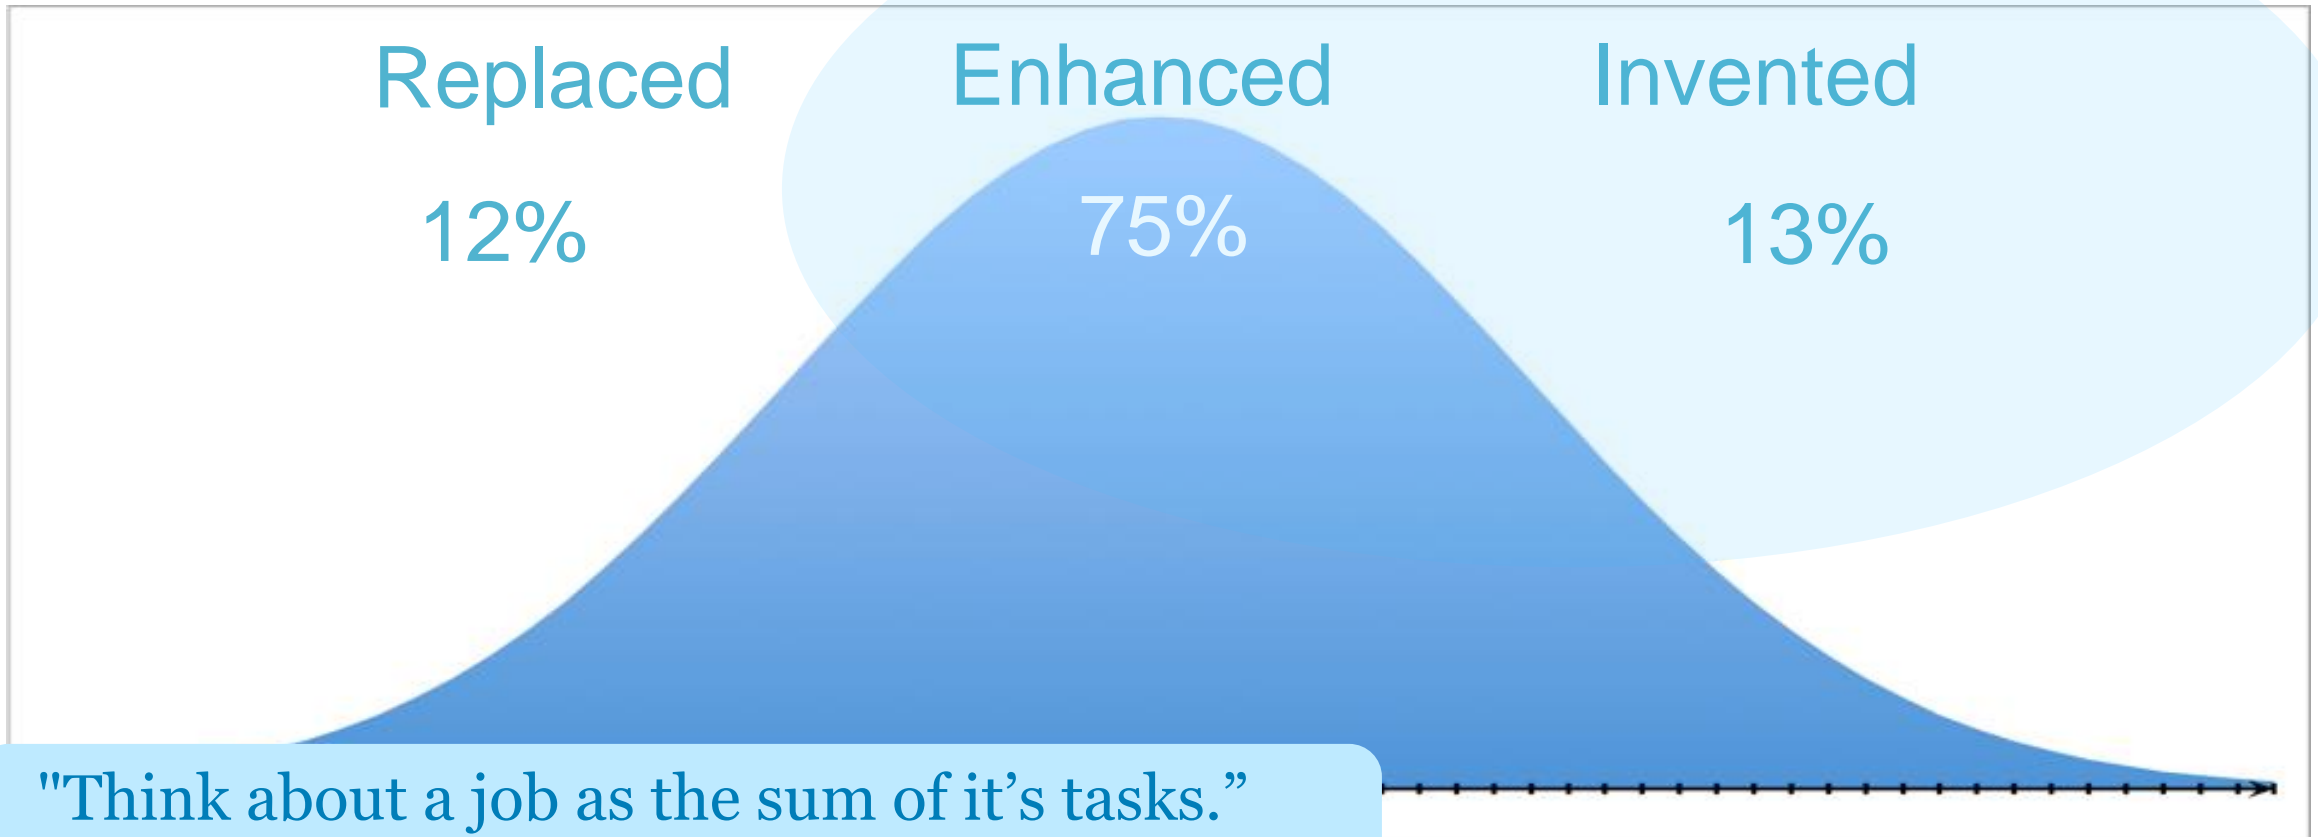 Replaced Enhanced Invented
12% 75% 13%
"Think about a job as the sum of it’s tasks.”